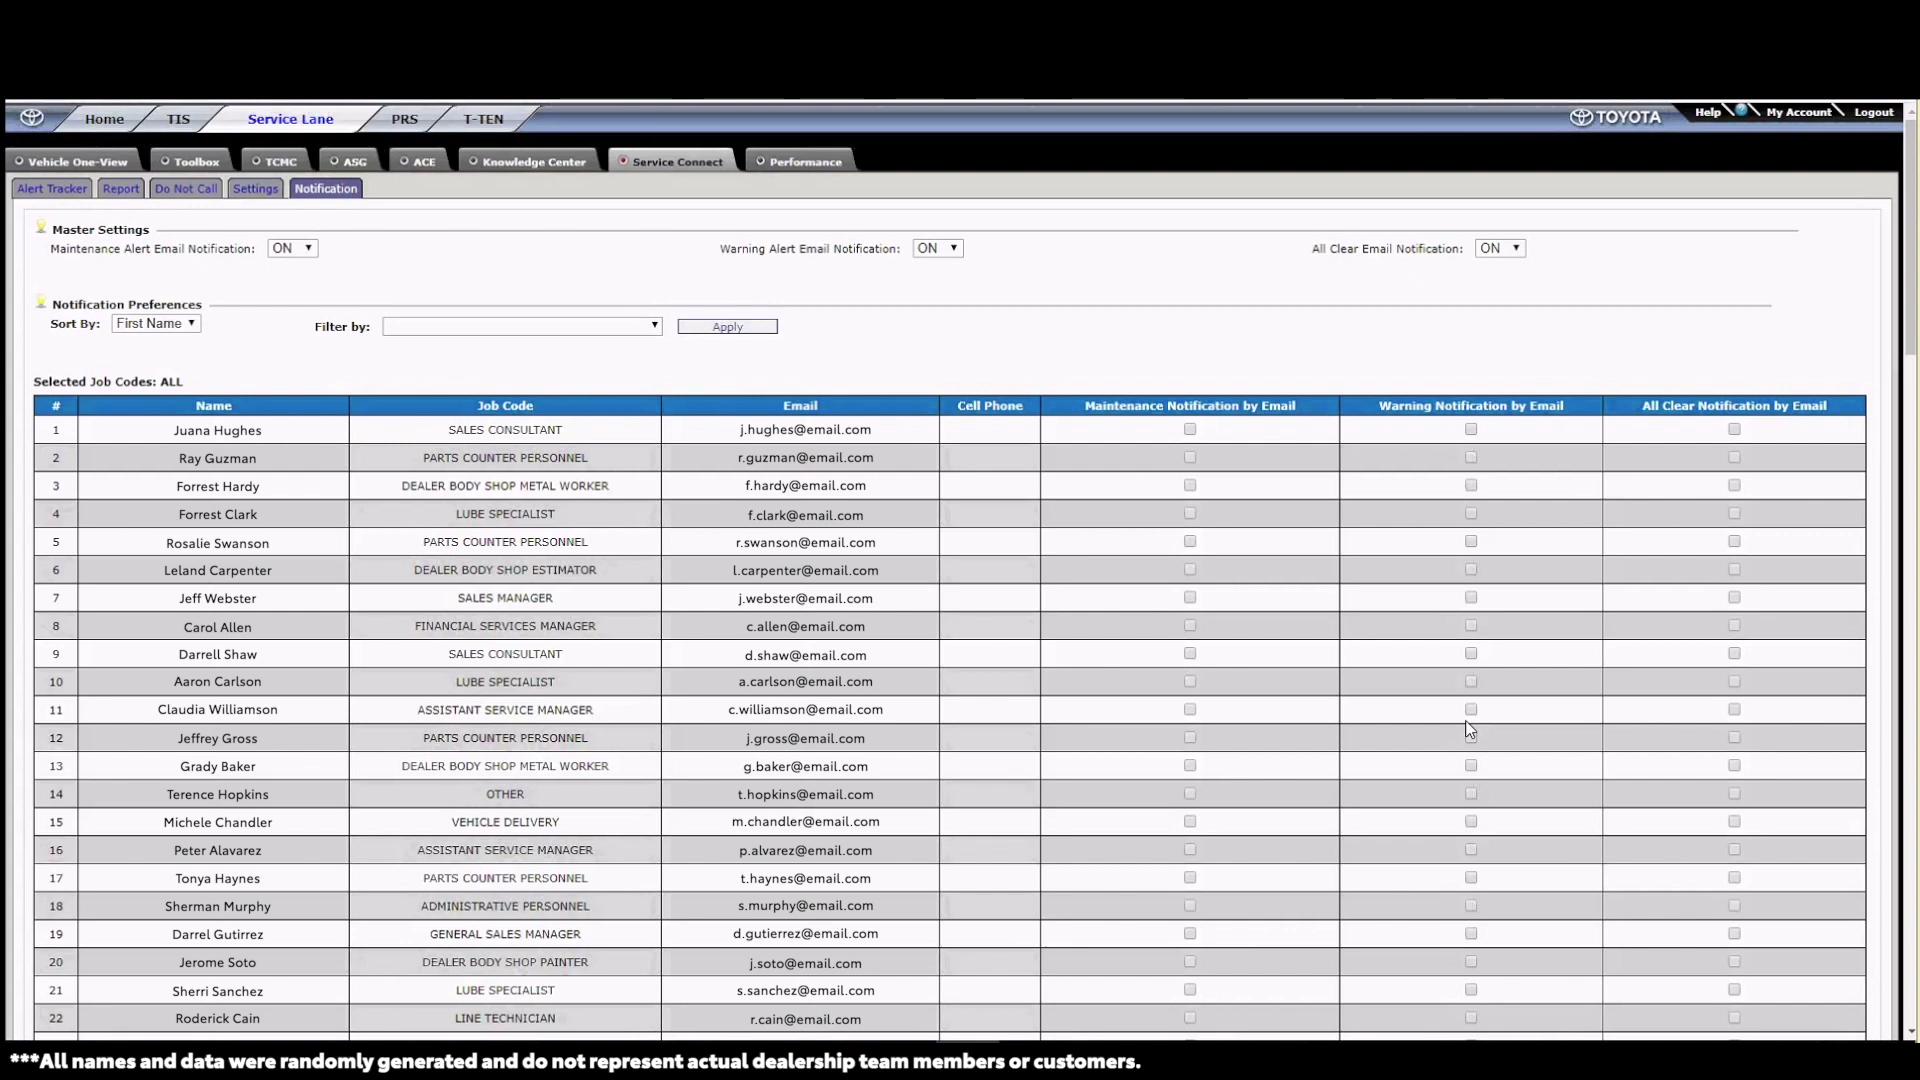 Home TIS Service Lane PRS T-TEN TOYOTA Help My Account Logout
Vehicle One-View Toolbox TCMC ASG ACE Knowledge Center Service Connect Performance
Alert Tracker Report Do Not Call Settings Notification
Master Settings
Maintenance Alert Email Notification: ON Warning Alert Email Notification: ON All Clear Email Notification: ON
Notification Preferences
Sort By: First Name Filter by: Apply
Selected Job Codes: ALL
# Name Job Code Email Cell Phone Maintenance Notification by Email Warning Notification by Email All Clear Notification by Email
1 Juana Hughes SALES CONSULTANT j.hughes@email.com
2 Ray Guzman PARTS COUNTER PERSONNEL r.guzman@email.com
3 Forrest Hardy DEALER BODY SHOP METAL WORKER f.hardy@email.com
4 Forrest Clark LUBE SPECIALIST f.clark@email.com
5 Rosalie Swanson PARTS COUNTER PERSONNEL r.swanson@email.com
6 Leland Carpenter DEALER BODY SHOP ESTIMATOR l.carpenter@email.com
7 Jeff Webster SALES MANAGER j.webster@email.com
8 Carol Allen FINANCIAL SERVICES MANAGER c.allen@email.com
9 Darrell Shaw SALES CONSULTANT d.shaw@email.com
10 Aaron Carlson LUBE SPECIALIST a.carlson@email.com
11 Claudia Williamson ASSISTANT SERVICE MANAGER c.williamson@email.com
12 Jeffrey Gross PARTS COUNTER PERSONNEL j.gross@email.com
13 Grady Baker DEALER BODY SHOP METAL WORKER g.baker@email.com
14 Terence Hopkins OTHER t.hopkins@email.com
15 Michele Chandler VEHICLE DELIVERY m.chandler@email.com
16 Peter Alavarez ASSISTANT SERVICE MANAGER p.alvarez@email.com
17 Tonya Haynes PARTS COUNTER PERSONNEL t.haynes@email.com
18 Sherman Murphy ADMINISTRATIVE PERSONNEL s.murphy@email.com
19 Darrel Gutirrez GENERAL SALES MANAGER d.gutierrez@email.com
20 Jerome Soto DEALER BODY SHOP PAINTER j.soto@email.com
21 Sherri Sanchez LUBE SPECIALIST s.sanchez@email.com
22 Roderick Cain LINE TECHNICIAN r.cain@email.com
***All names and data were randomly generated and do not represent actual dealership team members or customers.